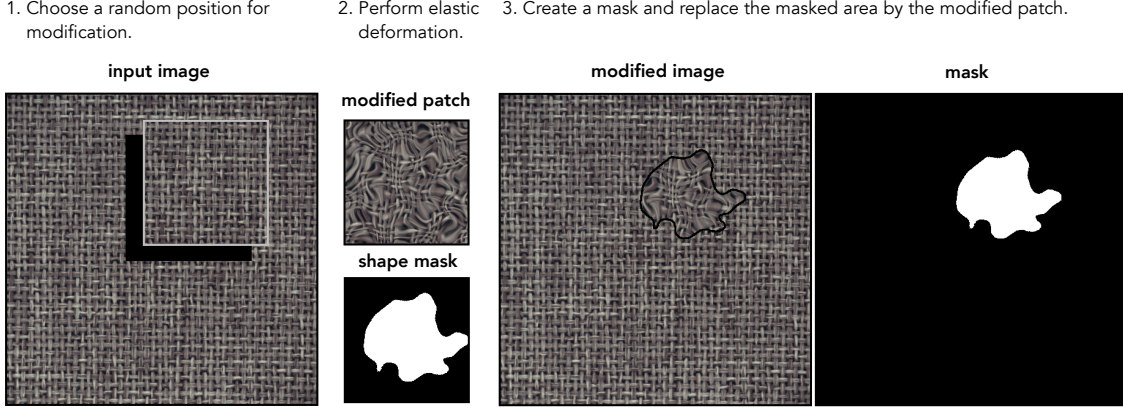 1. Choose a random position for
modification.
2. Perform elastic
deformation.
3. Create a mask and replace the masked area by the modified patch.
input image
modified patch
shape mask
modified image
mask